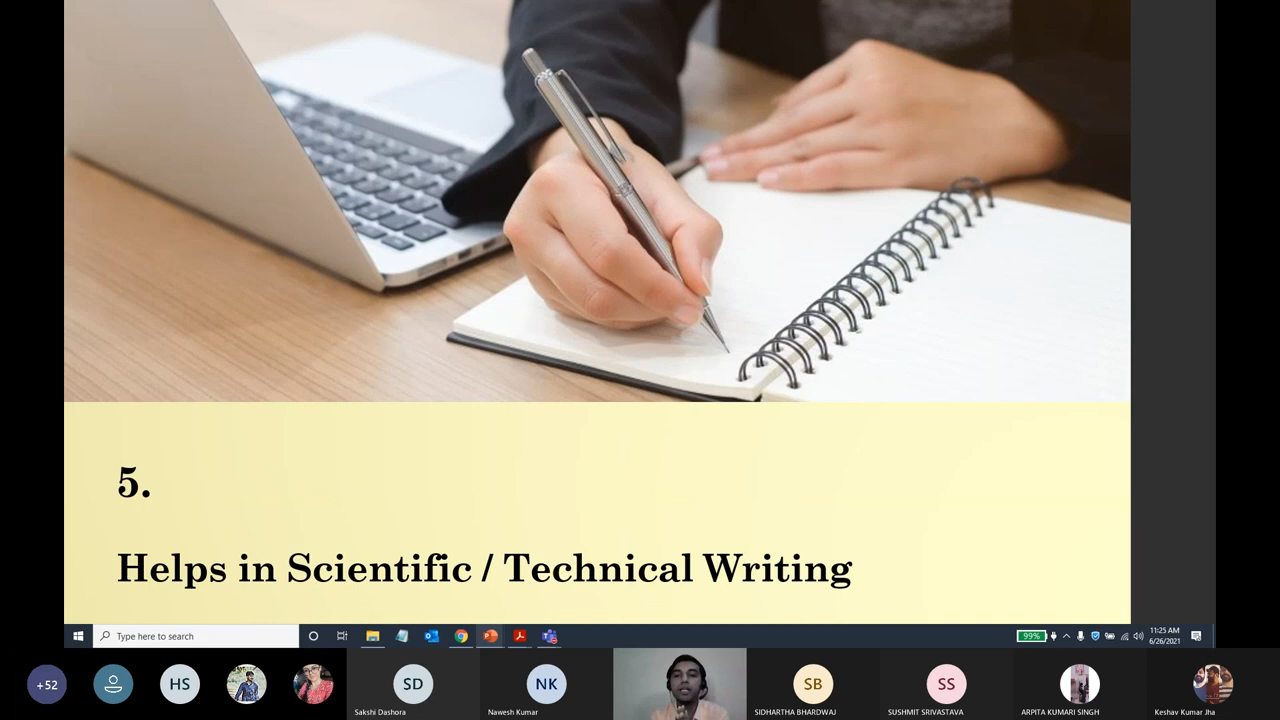 5.
Helps in Scientific / Technical Writing
Type here to search
99%
11:25 AM
6/26/2021
+52
HS
SD
Sakshi Dashora
NK
Nawesh Kumar
SB
SIDHARTHA BHARDWAJ
SS
SUSHMIT SRIVASTAVA
ARPITA KUMARI SINGH
Keshav Kumar Jha